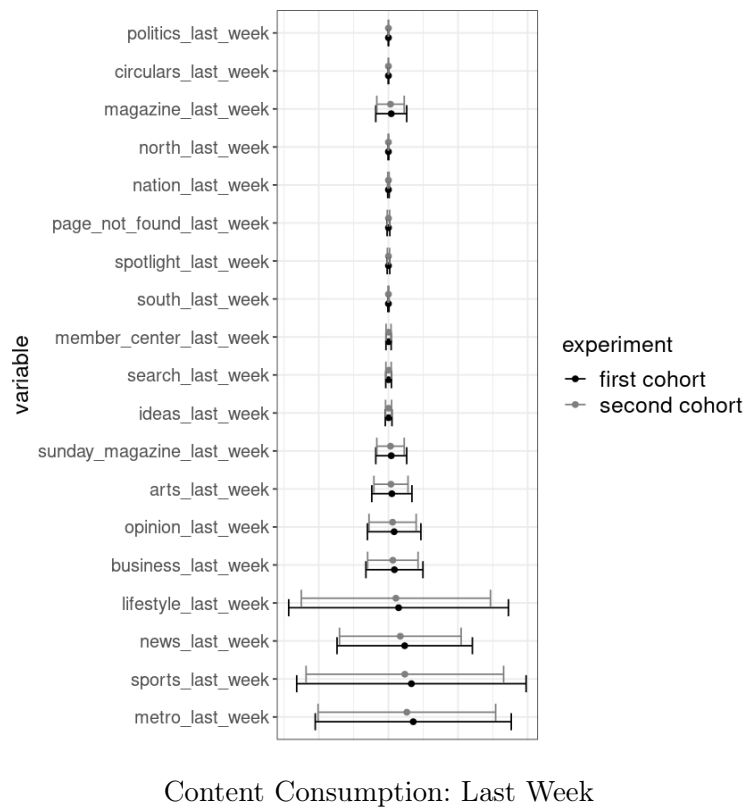 politics_last_week
circulars_last_week
magazine_last_week
north_last_week
nation_last_week
page_not_found_last_week
spotlight_last_week
south_last_week
member_center_last_week
search_last_week
ideas_last_week
sunday_magazine_last_week
arts_last_week
opinion_last_week
business_last_week
lifestyle_last_week
news_last_week
sports_last_week
metro_last_week
variable
experiment
first cohort
second cohort
Content Consumption: Last Week